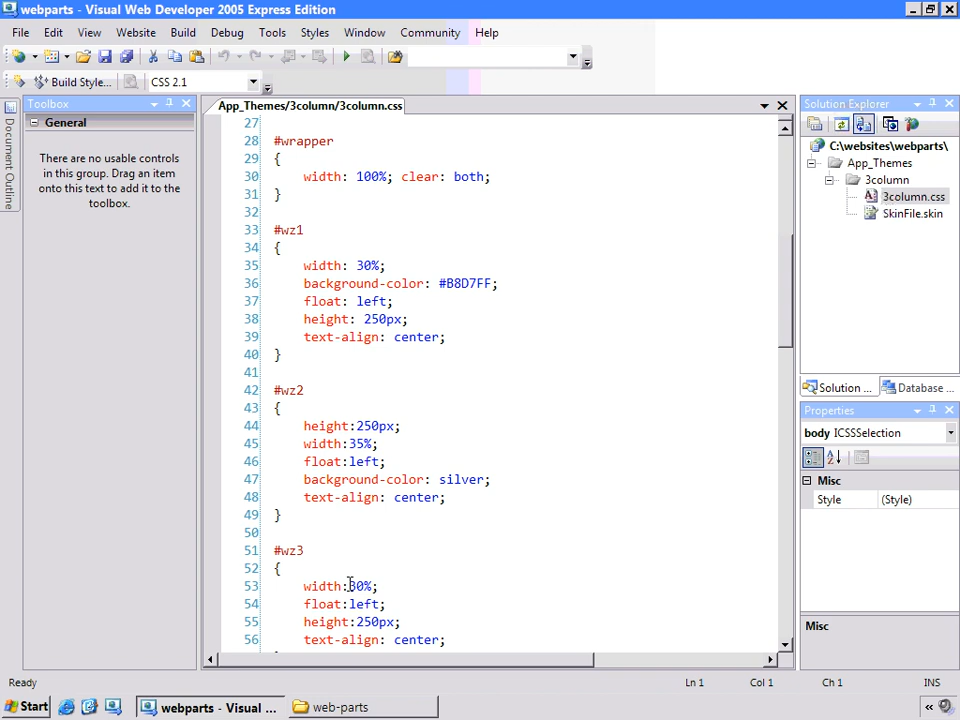 webparts - Visual Web Developer 2005 Express Edition
File Edit View Website Build Debug Tools Styles Window Community Help
Build Style... CSS 2.1
Toolbox
General
There are no usable controls
in this group. Drag an item
onto this text to add it to the
toolbox.
Document Outline
App_Themes/3column/3column.css
27
28 #wrapper
29 {
30 width: 100%; clear: both;
31 }
32
33 #wz1
34 {
35 width: 30%;
36 background-color: #B8D7FF;
37 float: left;
38 height: 250px;
39 text-align: center;
40 }
41
42 #wz2
43 {
44 height:250px;
45 width:35%;
46 float:left;
47 background-color: silver;
48 text-align: center;
49 }
50
51 #wz3
52 {
53 width:30%;
54 float:left;
55 height:250px;
56 text-align: center;
Solution Explorer
C:\websites\webparts\
App_Themes
3column
3column.css
SkinFile.skin
Solution ... Database ...
Properties
body ICSSSelection
Misc
Style (Style)
Misc
Ready Ln 1 Col 1 Ch 1 INS
Start webparts - Visual ... web-parts